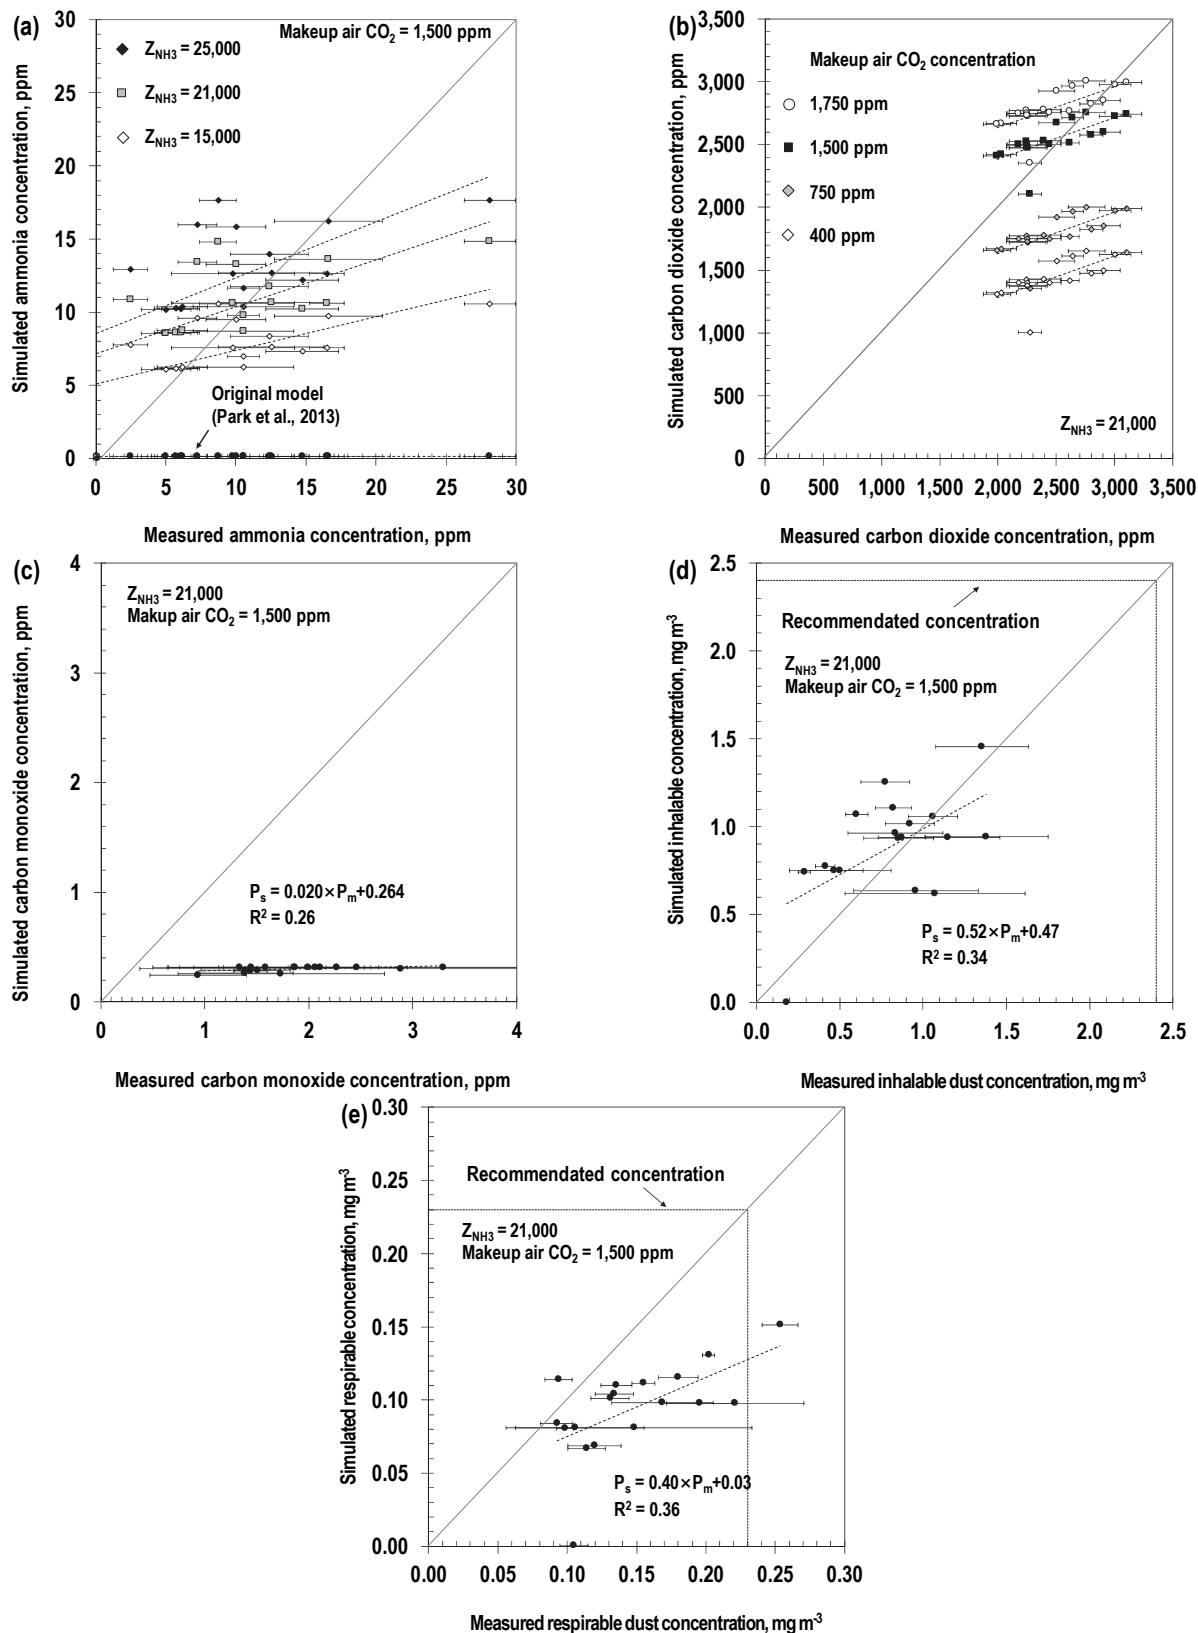 (a)
Makeup air CO2 = 1,500 ppm
ZNH3 = 25,000
ZNH3 = 21,000
ZNH3 = 15,000
Original model
(Park et al., 2013)
Simulated ammonia concentration, ppm
30
25
20
15
10
5
0
0 5 10 15 20 25 30
Measured ammonia concentration, ppm
(b)
Makeup air CO2 concentration
1,750 ppm
1,500 ppm
750 ppm
400 ppm
ZNH3 = 21,000
Simulated carbon dioxide concentration, ppm
3,500
3,000
2,500
2,000
1,500
1,000
500
0
0 500 1,000 1,500 2,000 2,500 3,000 3,500
Measured carbon dioxide concentration, ppm
(c)
ZNH3 = 21,000
Makup air CO2 = 1,500 ppm
Ps = 0.020×Pm+0.264
R2 = 0.26
Simulated carbon monoxide concentration, ppm
4
3
2
1
0
0 1 2 3 4
Measured carbon monoxide concentration, ppm
(d)
Recommendated concentration
ZNH3 = 21,000
Makeup air CO2 = 1,500 ppm
Ps = 0.52×Pm+0.47
R2 = 0.34
Simulated inhalable concentration, mg m-3
2.5
2.0
1.5
1.0
0.5
0.0
0.0 0.5 1.0 1.5 2.0 2.5
Measured inhalable dust concentration, mg m-3
(e)
Recommendated concentration
ZNH3 = 21,000
Makeup air CO2 = 1,500 ppm
Ps = 0.40×Pm+0.03
R2 = 0.36
Simulated respirable concentration, mg m-3
0.30
0.25
0.20
0.15
0.10
0.05
0.00
0.00 0.05 0.10 0.15 0.20 0.25 0.30
Measured respirable dust concentration, mg m-3